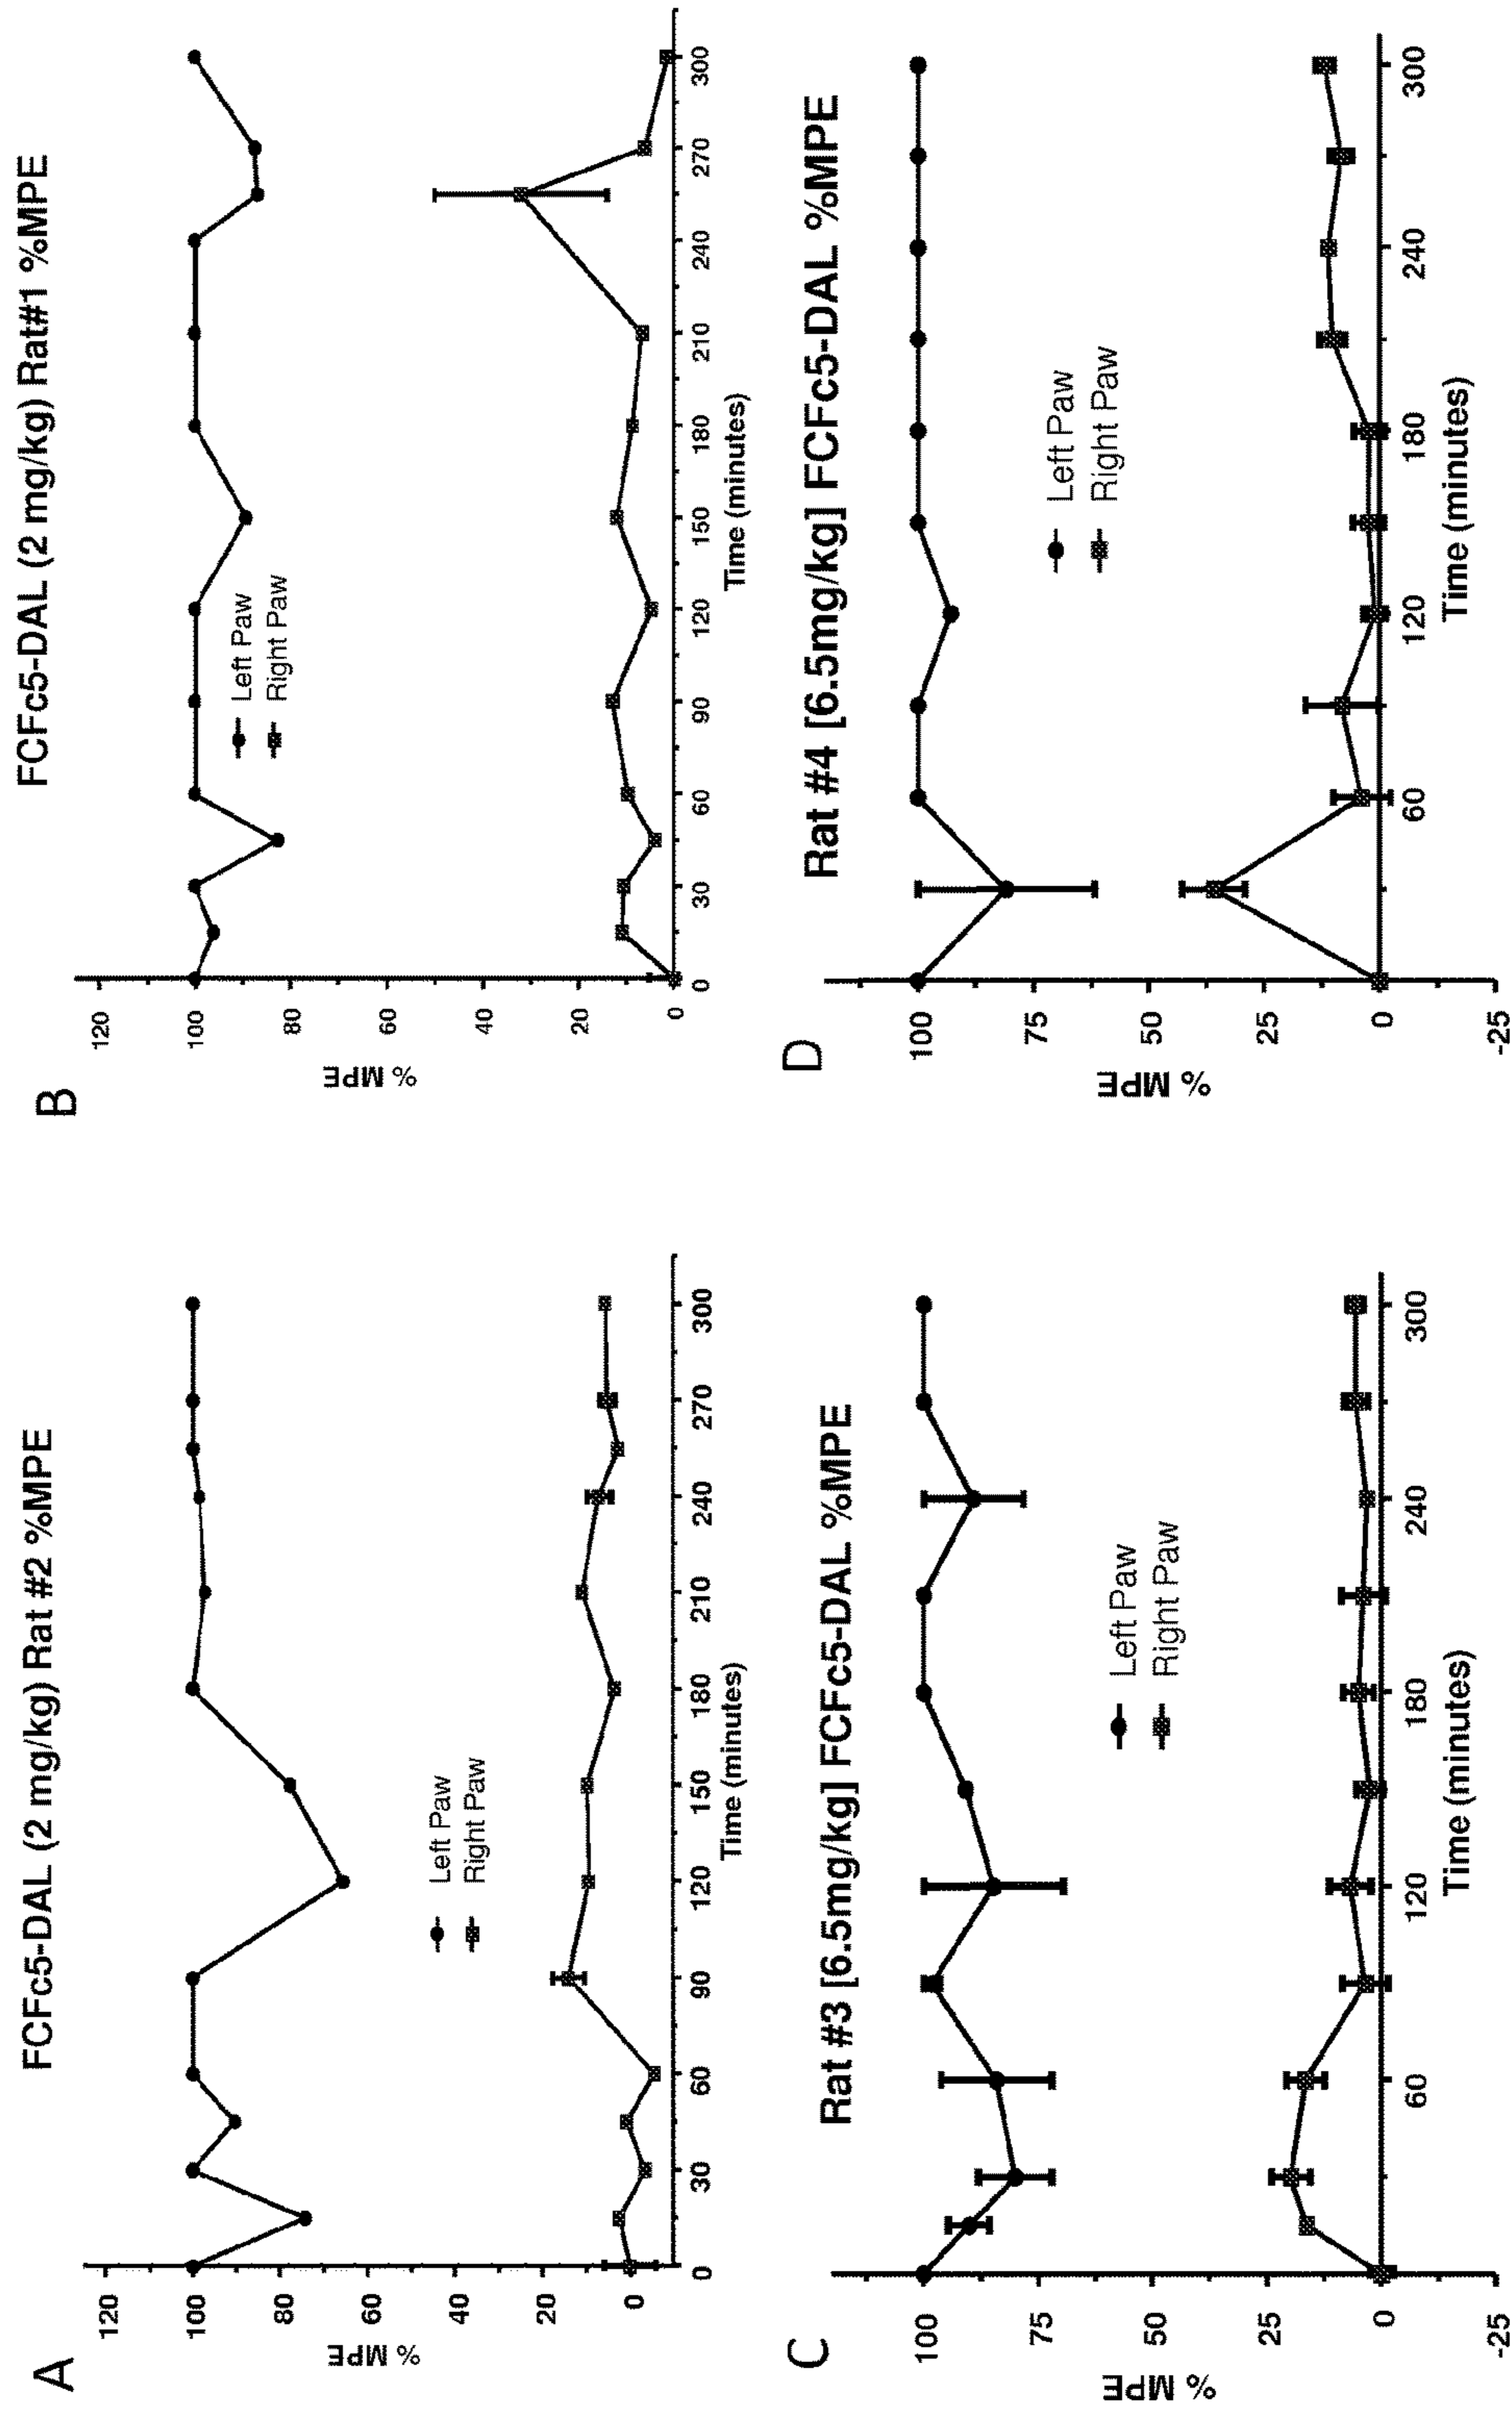 A
FCFc5-DAL (2 mg/kg) Rat #2 %MPE
% MPE
120
100
80
60
40
20
0
Left Paw
Right Paw
0 30 60 90 120 150 180 210 240 270 300
Time (minutes)
B
FCFc5-DAL (2 mg/kg) Rat#1 %MPE
% MPE
120
100
80
60
40
20
0
Left Paw
Right Paw
0 30 60 90 120 150 180 210 240 270 300
Time (minutes)
C
Rat #3 [6.5mg/kg] FCFc5-DAL %MPE
% MPE
100
75
50
25
0
-25
Left Paw
Right Paw
60 120 180 240 300
Time (minutes)
D
Rat #4 [6.5mg/kg] FCFc5-DAL %MPE
% MPE
100
75
50
25
0
-25
Left Paw
Right Paw
60 120 180 240 300
Time (minutes)